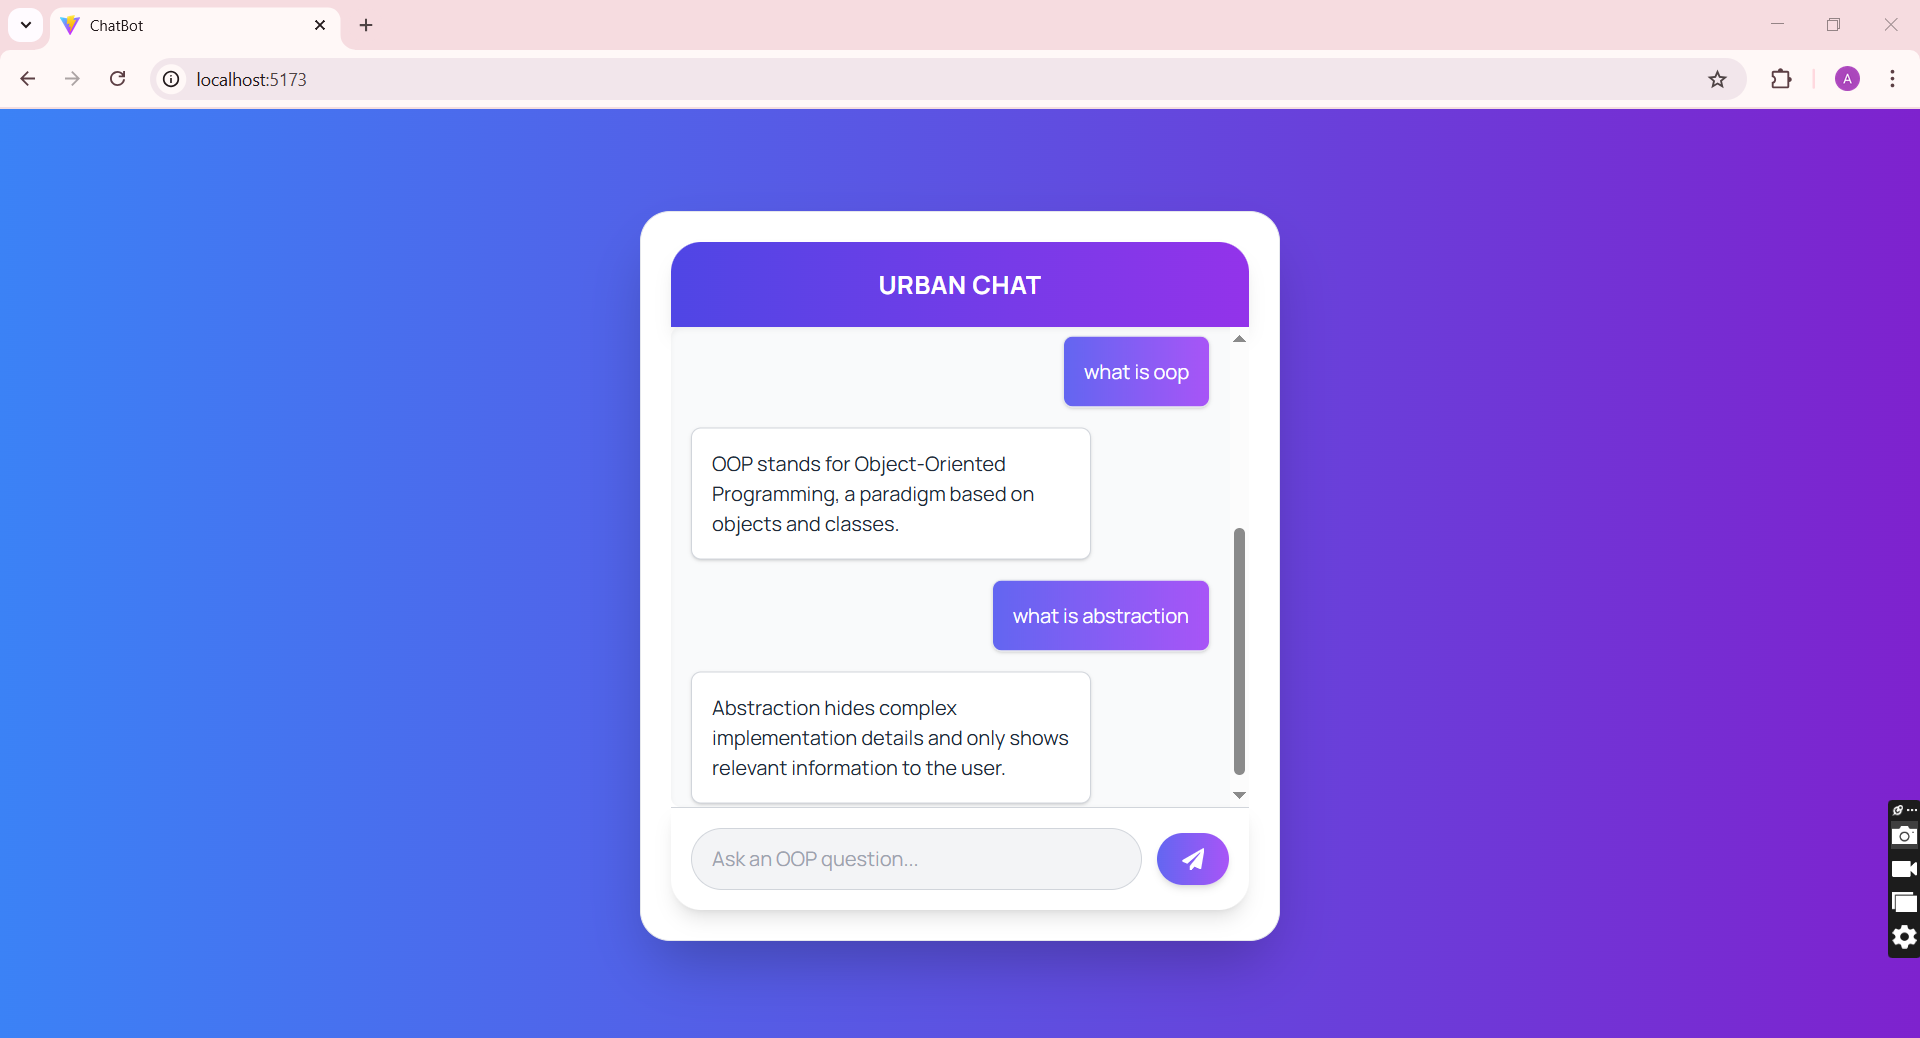 ChatBot
localhost:5173
A
URBAN CHAT
what is oop
OOP stands for Object-Oriented
Programming, a paradigm based on
objects and classes.
what is abstraction
Abstraction hides complex
implementation details and only shows
relevant information to the user.
Ask an OOP question...